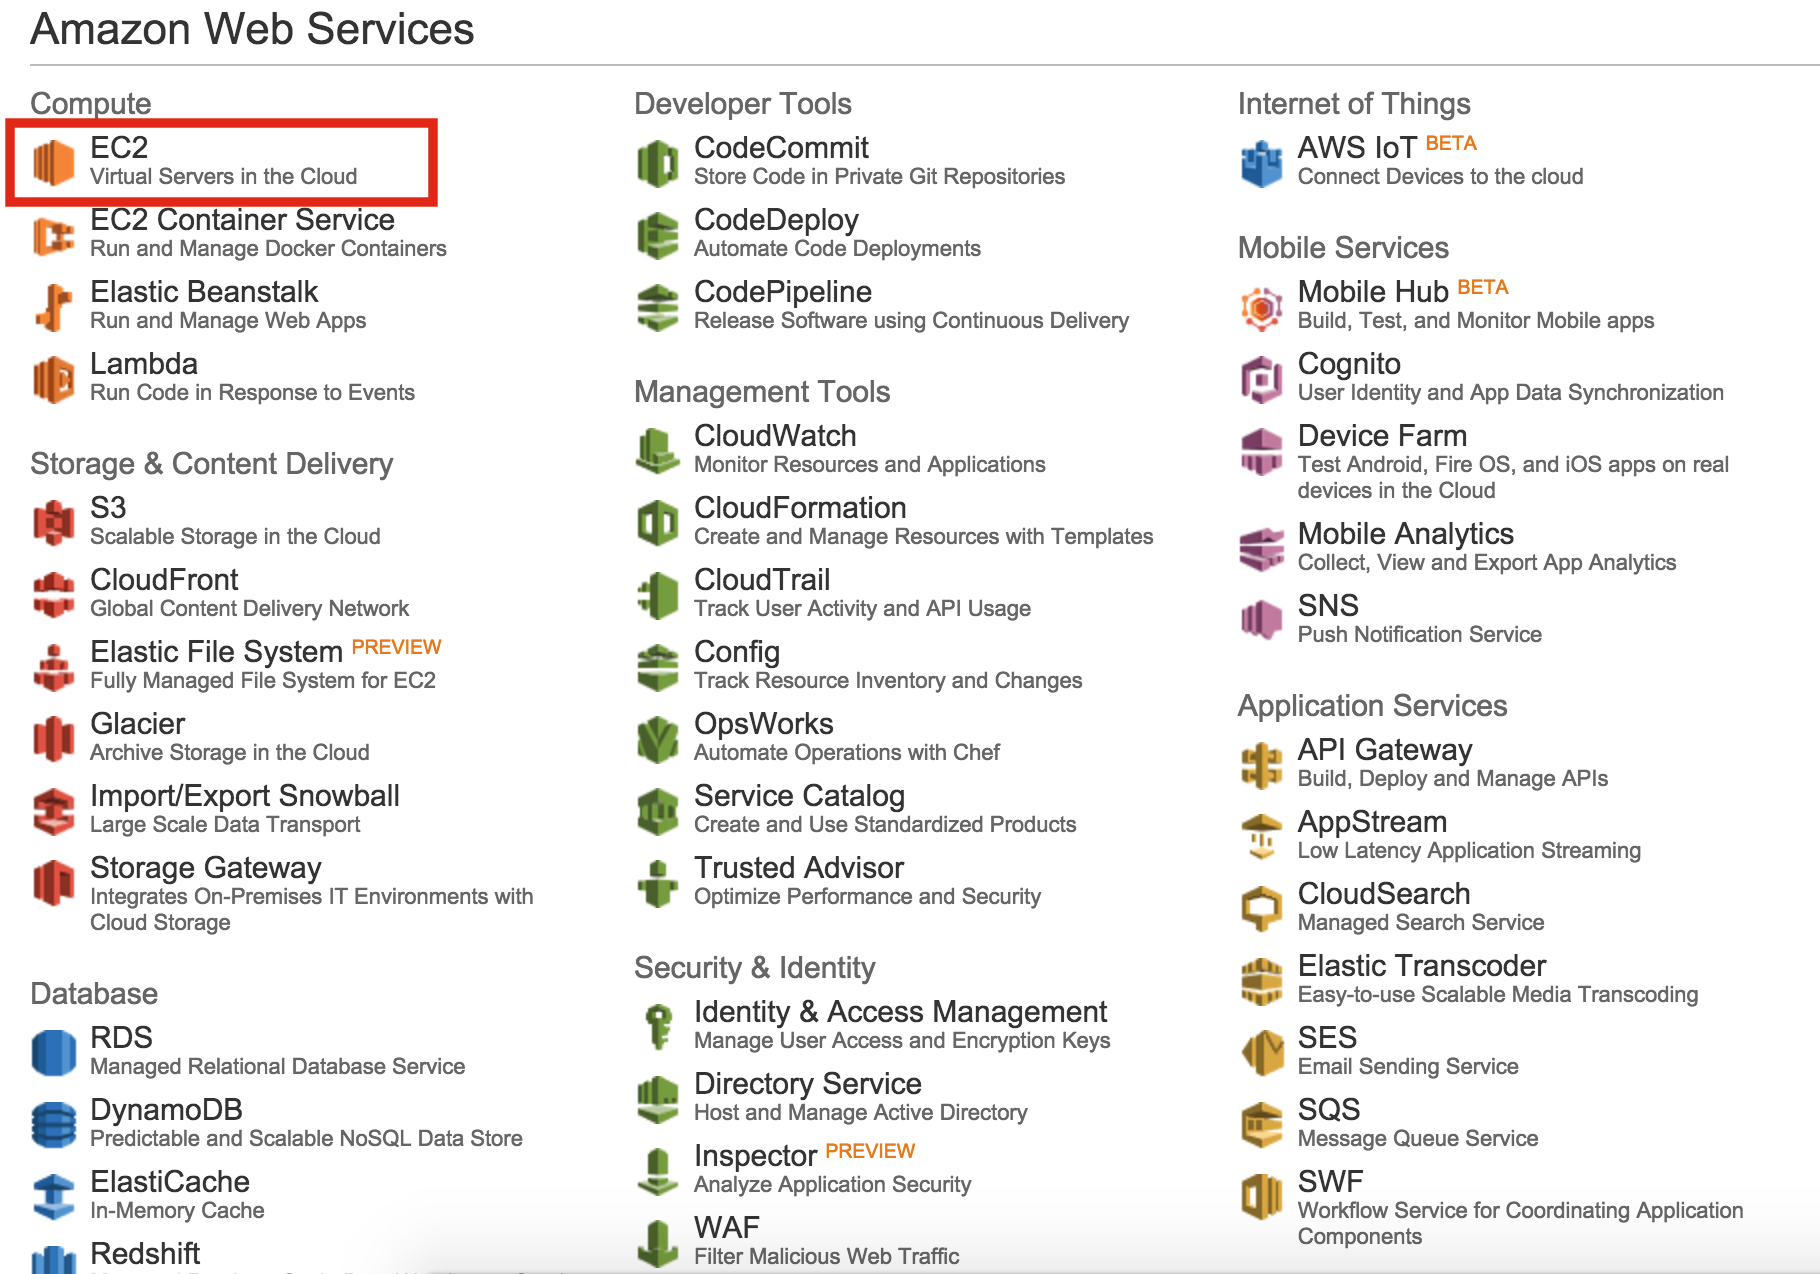 Amazon Web Services
Compute
EC2
Virtual Servers in the Cloud
EC2 Container Service
Run and Manage Docker Containers
Elastic Beanstalk
Run and Manage Web Apps
Lambda
Run Code in Response to Events
Storage & Content Delivery
S3
Scalable Storage in the Cloud
CloudFront
Global Content Delivery Network
Elastic File System PREVIEW
Fully Managed File System for EC2
Glacier
Archive Storage in the Cloud
Import/Export Snowball
Large Scale Data Transport
Storage Gateway
Integrates On-Premises IT Environments with
Cloud Storage
Database
RDS
Managed Relational Database Service
DynamoDB
Predictable and Scalable NoSQL Data Store
ElastiCache
In-Memory Cache
Redshift
Developer Tools
CodeCommit
Store Code in Private Git Repositories
CodeDeploy
Automate Code Deployments
CodePipeline
Release Software using Continuous Delivery
Management Tools
CloudWatch
Monitor Resources and Applications
CloudFormation
Create and Manage Resources with Templates
CloudTrail
Track User Activity and API Usage
Config
Track Resource Inventory and Changes
OpsWorks
Automate Operations with Chef
Service Catalog
Create and Use Standardized Products
Trusted Advisor
Optimize Performance and Security
Security & Identity
Identity & Access Management
Manage User Access and Encryption Keys
Directory Service
Host and Manage Active Directory
Inspector PREVIEW
Analyze Application Security
WAF
Filter Malicious Web Traffic
Internet of Things
AWS IoT BETA
Connect Devices to the cloud
Mobile Services
Mobile Hub BETA
Build, Test, and Monitor Mobile apps
Cognito
User Identity and App Data Synchronization
Device Farm
Test Android, Fire OS, and iOS apps on real
devices in the Cloud
Mobile Analytics
Collect, View and Export App Analytics
SNS
Push Notification Service
Application Services
API Gateway
Build, Deploy and Manage APIs
AppStream
Low Latency Application Streaming
CloudSearch
Managed Search Service
Elastic Transcoder
Easy-to-use Scalable Media Transcoding
SES
Email Sending Service
SQS
Message Queue Service
SWF
Workflow Service for Coordinating Application
Components